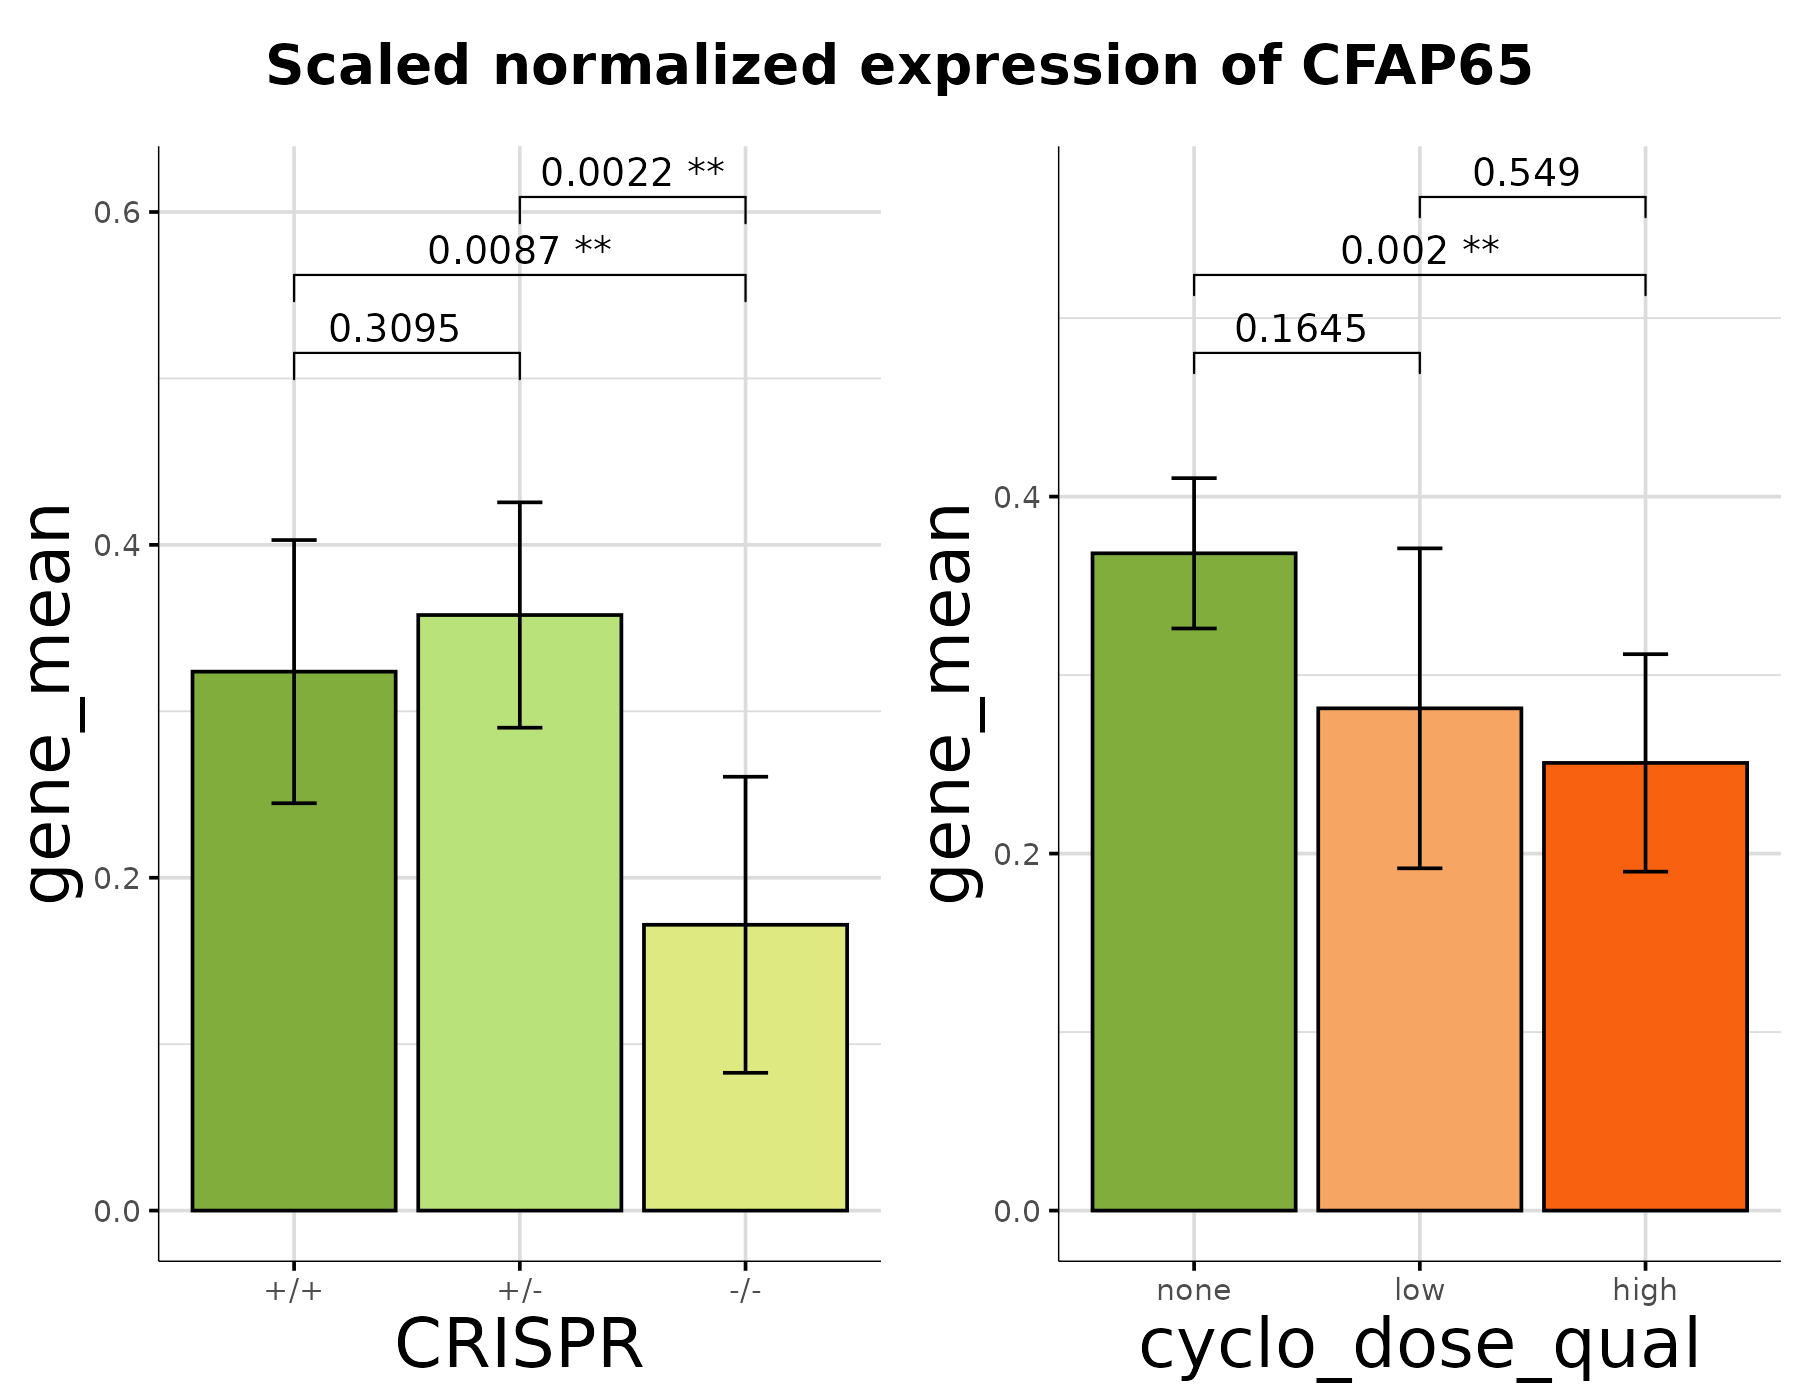 Scaled normalized expression of CFAP65
gene_mean
0.6
0.4
0.2
0.0
0.0022 **
0.0087 **
0.3095
+/+
+/-
-/-
CRISPR
gene_mean
0.4
0.2
0.0
0.549
0.002 **
0.1645
none
low
high
cyclo_dose_qual